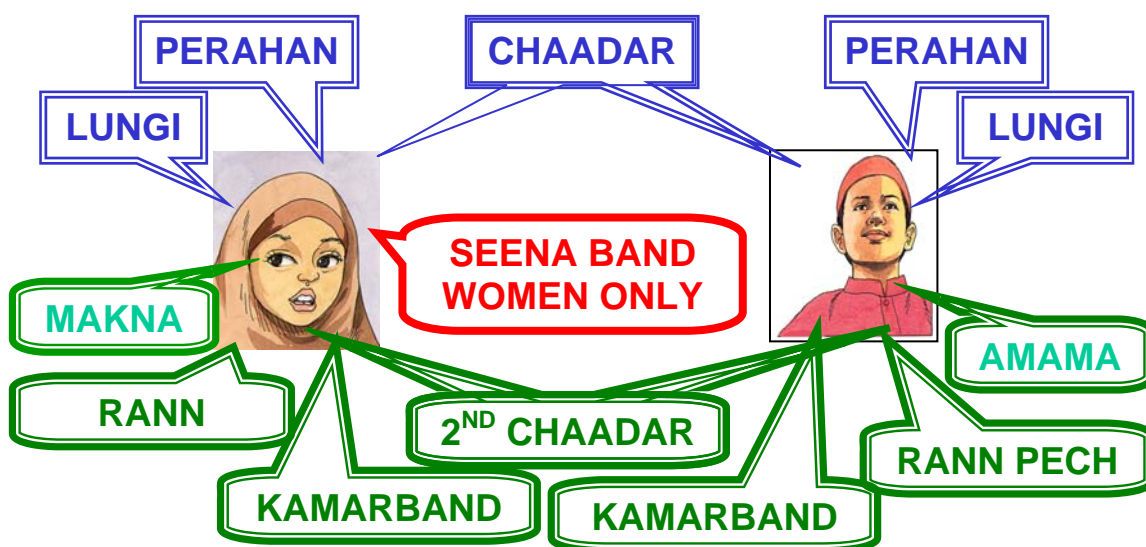 PERAHAN
CHAADAR
PERAHAN
LUNGI
LUNGI
SEENA BAND
WOMEN ONLY
MAKNA
AMAMA
RANN
2ND CHAADAR
RANN PECH
KAMARBAND
KAMARBAND